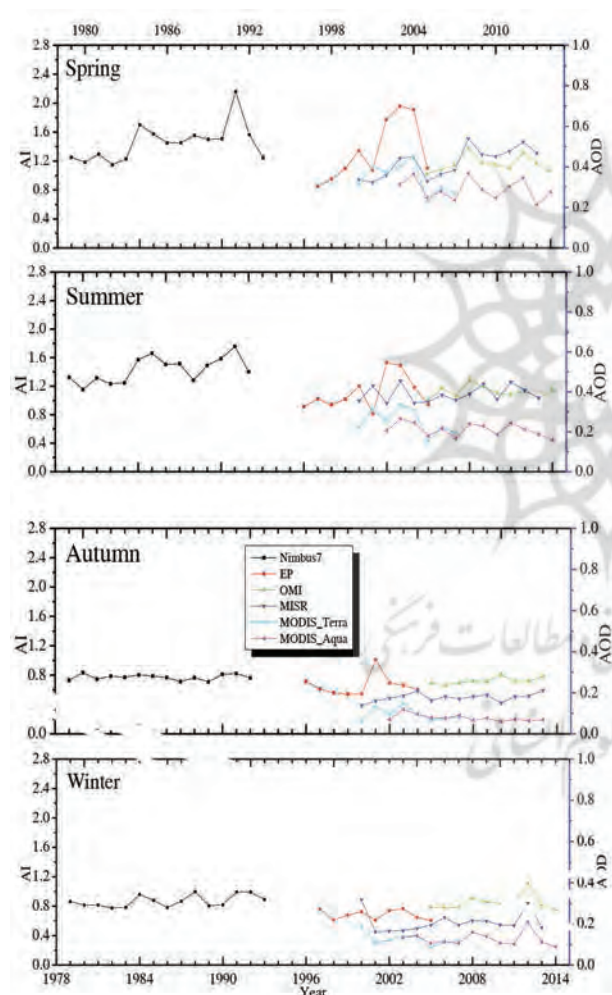 1980 1986 1992 1998 2004 2010
Spring
2.8 2.4 2.0 1.6 1.2 0.8 0.4 0.0
AI
1.0 0.8 0.6 0.4 0.2 0.0
AOD
Summer
2.8 2.4 2.0 1.6 1.2 0.8 0.4 0.0
AI
1.0 0.8 0.6 0.4 0.2 0.0
AOD
Autumn
2.8 2.4 2.0 1.6 1.2 0.8 0.0
AI
1.0 0.8 0.6 0.4 0.2 0.0
AOD
Nimbus7
EP
OMI
MISR
MODIS_Terra
MODIS_Aqua
مطالعات فرهنگی
Winter
2.8 2.4 2.0 1.6 1.2 0.8 0.4 0.0
AI
1.0 0.8 0.6 0.4 0.2 0.0
1978 1984 1990 1996 2002 2008 2014
Year